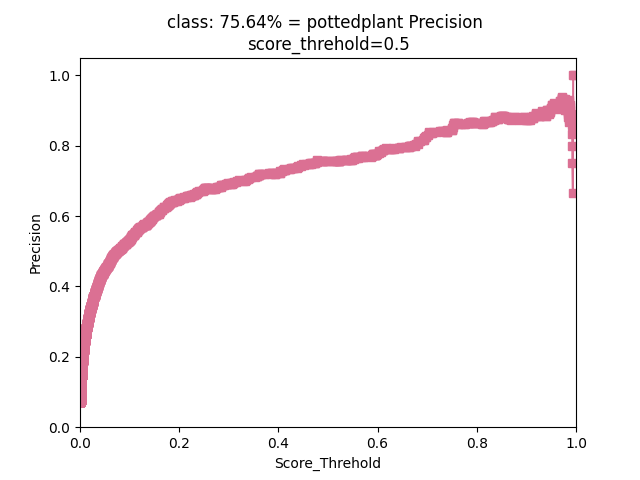 class: 75.64% = pottedplant Precision
score_threhold=0.5
1.0
0.8
0.6
0.4
0.2
0.0
Precision
0.0 0.2 0.4 0.6 0.8 1.0
Score_Threhold